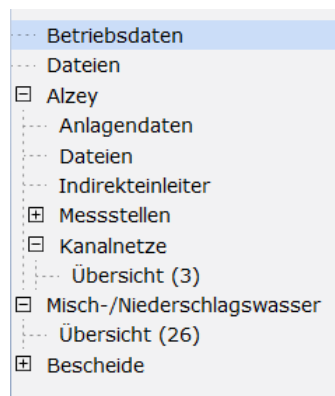 Betriebsdaten
Dateien
Alzey
Anlagendaten
Dateien
Indirekteinleiter
Messstellen
Kanalnetze
Übersicht (3)
Misch-/Niederschlagswasser
Übersicht (26)
Bescheide